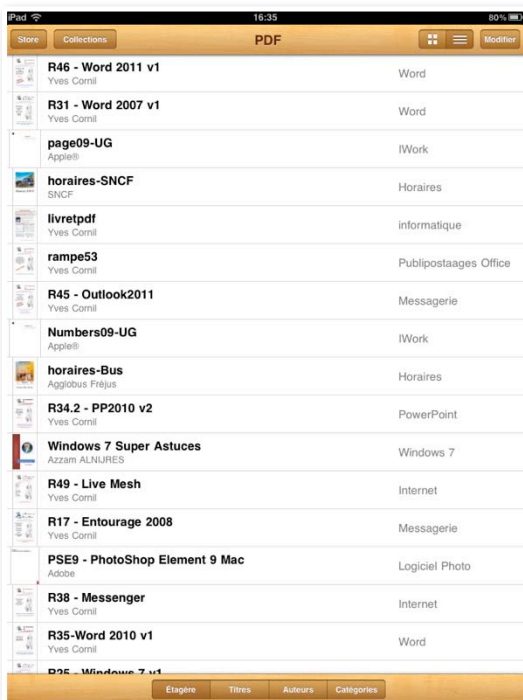 iPad 16:35 80%
Store Collections PDF Modifier
R46 - Word 2011 v1 Word
Yves Cornil
R31 - Word 2007 v1 Word
Yves Cornil
page09-UG IWork
Apple®
horaires-SNCF Horaires
SNCF
livretpdf informatique
Yves Cornil
rampe53 Publipostaages Office
Yves Cornil
R45 - Outlook2011 Messagerie
Yves Cornil
Numbers09-UG IWork
Apple®
horaires-Bus Horaires
Agglobus Fréjus
R34.2 - PP2010 v2 PowerPoint
Yves Cornil
Windows 7 Super Astuces Windows 7
Azzam ALNIJRES
R49 - Live Mesh Internet
Yves Cornil
R17 - Entourage 2008 Messagerie
Yves Cornil
PSE9 - PhotoShop Element 9 Mac Logiciel Photo
Adobe
R38 - Messenger Internet
Yves Cornil
R35-Word 2010 v1 Word
Yves Cornil
R25 - Windows 7 v1
Étagère Titres Auteurs Catégories